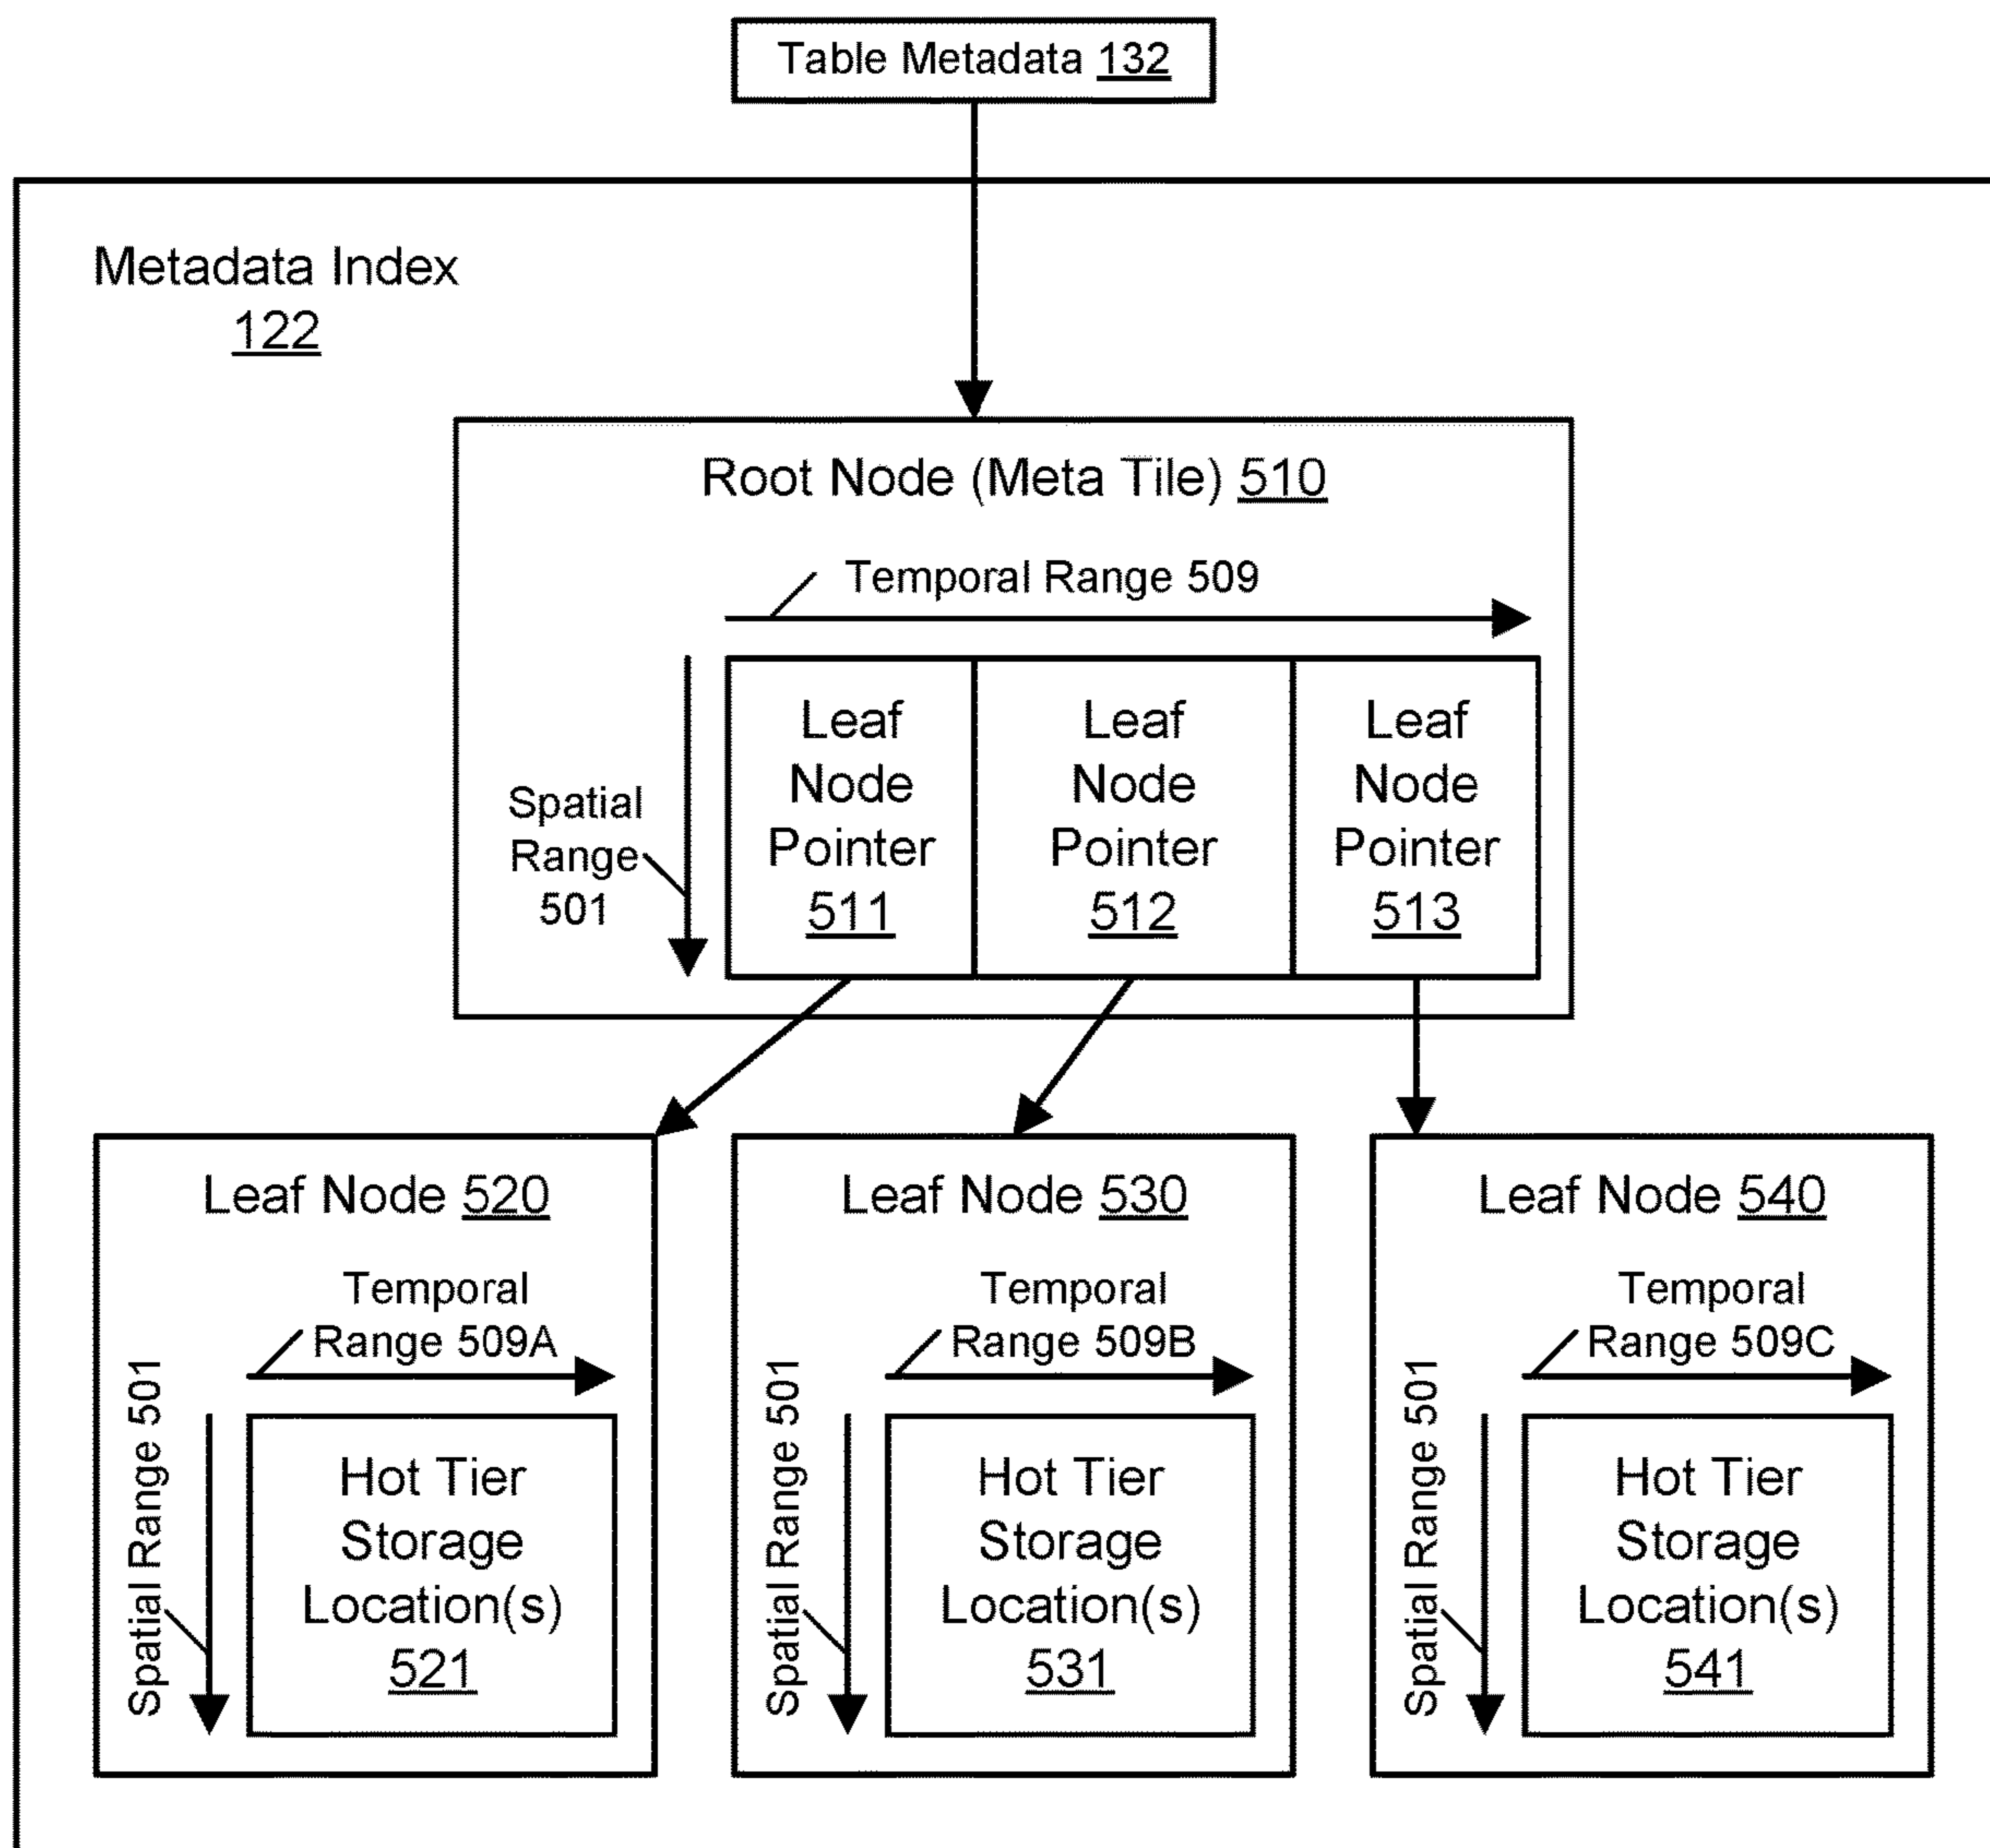 Table Metadata 132
Metadata Index
122
Root Node (Meta Tile) 510
Temporal Range 509
Spatial
Range
501
Leaf
Node
Pointer
511
Leaf
Node
Pointer
512
Leaf
Node
Pointer
513
Leaf Node 520
Temporal
Range 509A
Spatial Range 501
Hot Tier
Storage
Location(s)
521
Leaf Node 530
Temporal
Range 509B
Spatial Range 501
Hot Tier
Storage
Location(s)
531
Leaf Node 540
Temporal
Range 509C
Spatial Range 501
Hot Tier
Storage
Location(s)
541